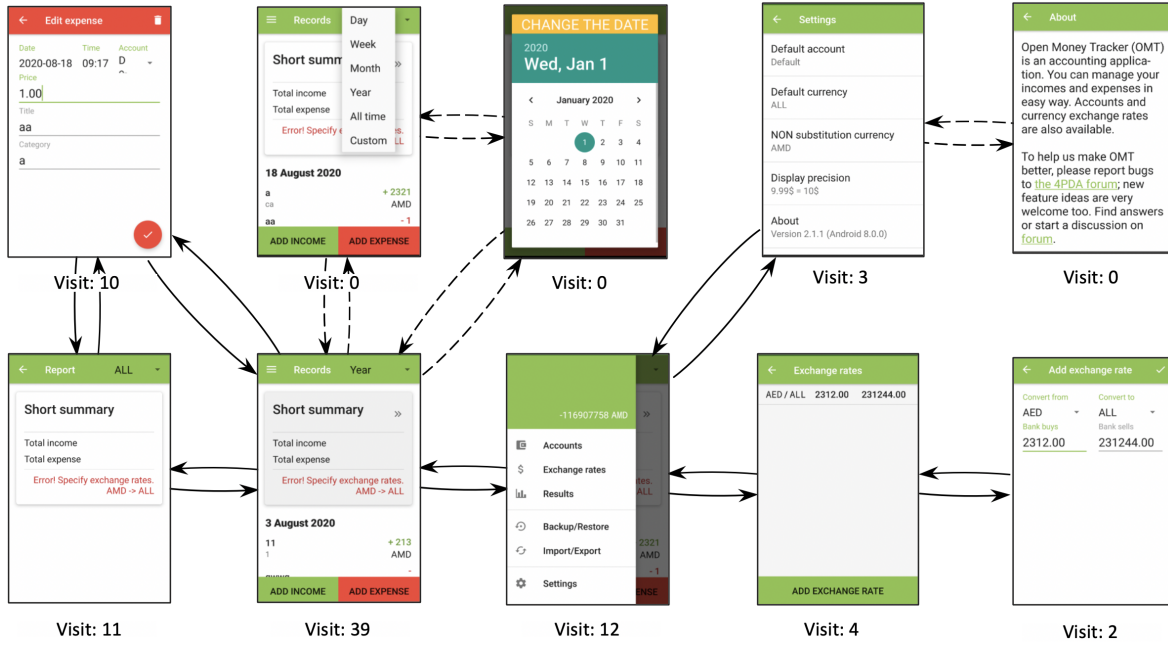 Edit expense
Date Time Account
2020-08-18 09:17 D
Price
1.00
Title
aa
Category
a
Visit: 10
Records
Day
Week
Month
Year
All time
Custom
Short summ
Total income
Total expense
Error! Specify e es.
LL
18 August 2020
a + 2321
ca AMD
aa - 1
ADD INCOME ADD EXPENSE
Visit: 0
CHANGE THE DATE
2020
Wed, Jan 1
January 2020
S M T W T F S
1 2 3 4
5 6 7 8 9 10 11
12 13 14 15 16 17 18
19 20 21 22 23 24 25
26 27 28 29 30 31
Visit: 0
Settings
Default account
Default
Default currency
ALL
NON substitution currency
AMD
Display precision
9.99$ = 10$
About
Version 2.1.1 (Android 8.0.0)
Visit: 3
About
Open Money Tracker (OMT)
is an accounting applica-
tion. You can manage your
incomes and expenses in
easy way. Accounts and
currency exchange rates
are also available.
To help us make OMT
better, please report bugs
to the 4PDA forum; new
feature ideas are very
welcome too. Find answers
or start a discussion on
forum.
Visit: 0
Report ALL
Short summary
Total income
Total expense
Error! Specify exchange rates.
AMD -> ALL
Visit: 11
Records Year
Short summary »
Total income
Total expense
Error! Specify exchange rates.
AMD -> ALL
3 August 2020
11 + 213
1 AMD
ADD INCOME ADD EXPENSE
Visit: 39
-116907758 AMD
Accounts
Exchange rates
Results
Backup/Restore
Import/Export
Settings
tes.
ALL
2321
AMD
- 1
ENSE
Visit: 12
Exchange rates
AED / ALL 2312.00 231244.00
ADD EXCHANGE RATE
Visit: 4
Add exchange rate
Convert from Convert to
AED ALL
Bank buys Bank sells
2312.00 231244.00
Visit: 2